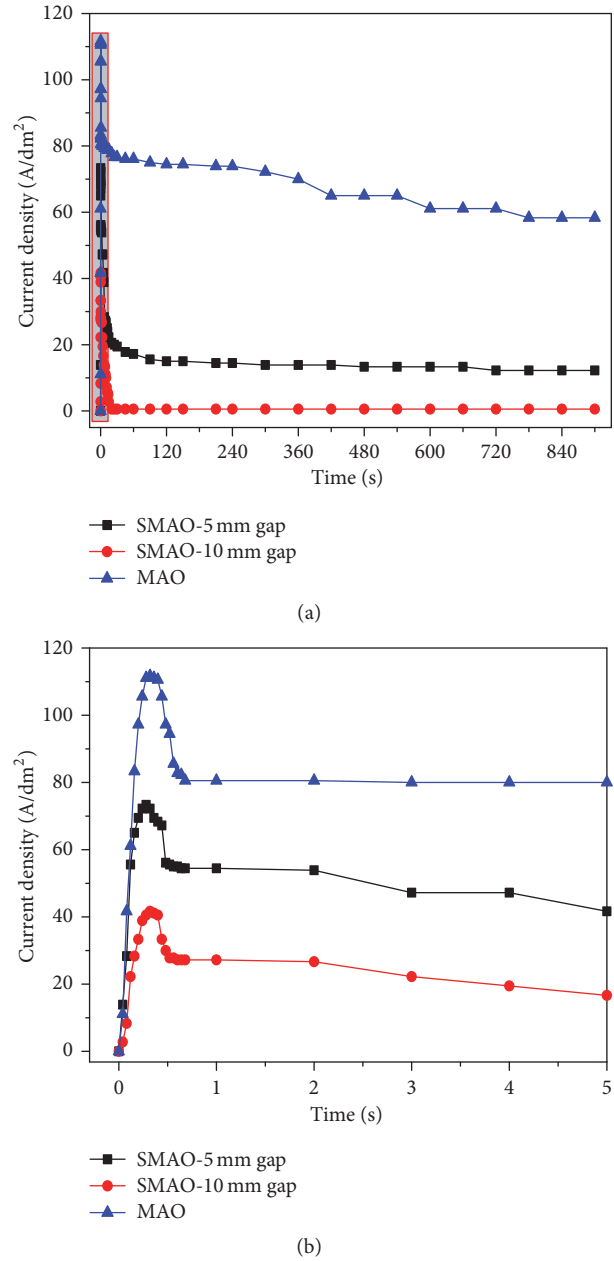 120
100
80
60
40
20
0
Current density (A/dm²)
0 120 240 360 480 600 720 840
Time (s)
SMAO-5 mm gap
SMAO-10 mm gap
MAO
(a)
120
100
80
60
40
20
0
Current density (A/dm²)
0 1 2 3 4 5
Time (s)
SMAO-5 mm gap
SMAO-10 mm gap
MAO
(b)